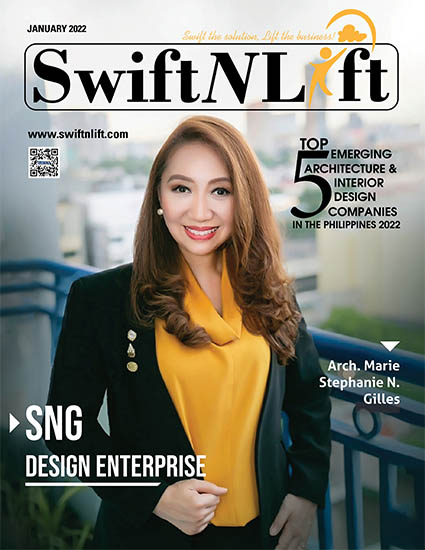 JANUARY 2022
Swift the solution, Lift the business!
SwiftNLift
www.swiftnlift.com
TOP
5 EMERGING
ARCHITECTURE &
INTERIOR
DESIGN
COMPANIES
IN THE PHILIPPINES 2022
Arch. Marie
Stephanie N.
Gilles
SNG
DESIGN ENTERPRISE